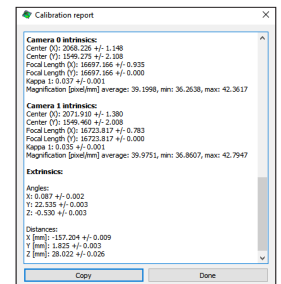 Calibration report
Camera 0 intrinsics:
Center (X): 2068.226 +/- 1.148
Center (Y): 1549.275 +/- 2.108
Focal Length (X): 16697.166 +/- 0.935
Focal Length (Y): 16697.166 +/- 0.000
Kappa 1: 0.037 +/- 0.001
Magnification [pixel/mm] average: 39.1998, min: 36.2638, max: 42.3617
Camera 1 intrinsics:
Center (X): 2071.910 +/- 1.380
Center (Y): 1549.460 +/- 2.008
Focal Length (X): 16723.817 +/- 0.783
Focal Length (Y): 16723.817 +/- 0.000
Kappa 1: 0.035 +/- 0.001
Magnification [pixel/mm] average: 39.9751, min: 36.8607, max: 42.7947
Extrinsics:
Angles:
X: 0.087 +/- 0.002
Y: 22.535 +/- 0.003
Z: -0.530 +/- 0.003
Distances:
X [mm]: -157.204 +/- 0.009
Y [mm]: 1.825 +/- 0.003
Z [mm]: 28.022 +/- 0.026
Copy
Done